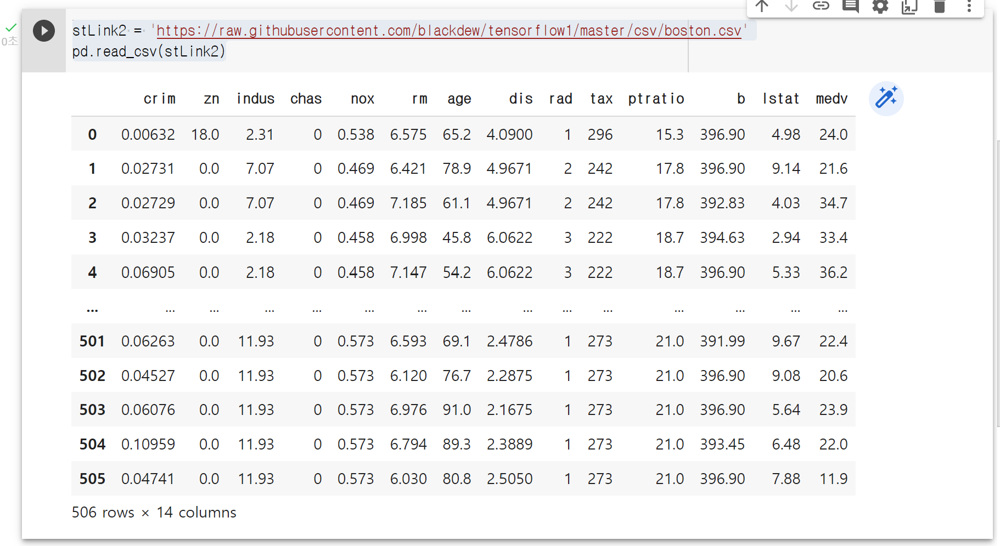 stLink2 = 'https://raw.githubusercontent.com/blackdew/tensorflow1/master/csv/boston.csv'
0초
pd.read_csv(stLink2)
crim zn indus chas nox rm age dis rad tax ptratio b lstat medv
0 0.00632 18.0 2.31 0 0.538 6.575 65.2 4.0900 1 296 15.3 396.90 4.98 24.0
1 0.02731 0.0 7.07 0 0.469 6.421 78.9 4.9671 2 242 17.8 396.90 9.14 21.6
2 0.02729 0.0 7.07 0 0.469 7.185 61.1 4.9671 2 242 17.8 392.83 4.03 34.7
3 0.03237 0.0 2.18 0 0.458 6.998 45.8 6.0622 3 222 18.7 394.63 2.94 33.4
4 0.06905 0.0 2.18 0 0.458 7.147 54.2 6.0622 3 222 18.7 396.90 5.33 36.2
... ... ... ... ... ... ... ... ... ... ... ... ... ... ...
501 0.06263 0.0 11.93 0 0.573 6.593 69.1 2.4786 1 273 21.0 391.99 9.67 22.4
502 0.04527 0.0 11.93 0 0.573 6.120 76.7 2.2875 1 273 21.0 396.90 9.08 20.6
503 0.06076 0.0 11.93 0 0.573 6.976 91.0 2.1675 1 273 21.0 396.90 5.64 23.9
504 0.10959 0.0 11.93 0 0.573 6.794 89.3 2.3889 1 273 21.0 393.45 6.48 22.0
505 0.04741 0.0 11.93 0 0.573 6.030 80.8 2.5050 1 273 21.0 396.90 7.88 11.9
506 rows × 14 columns